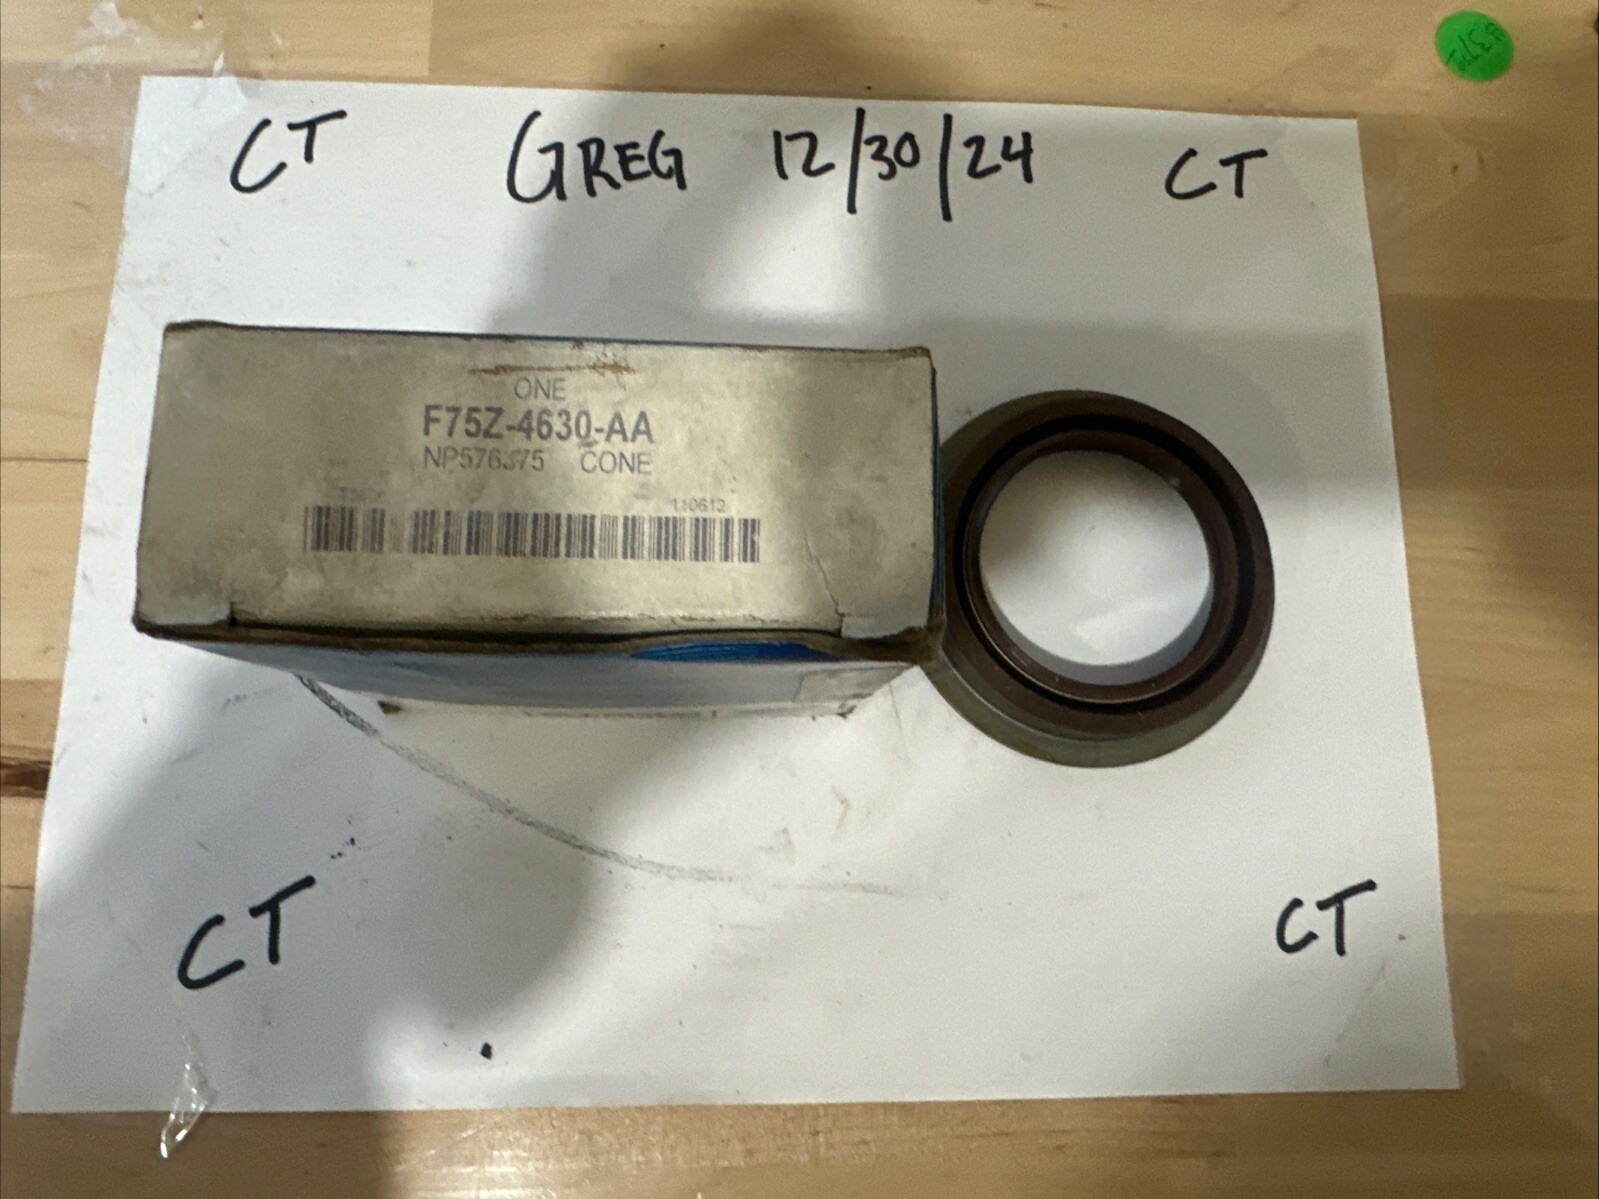 CT GREG 12/30/24 CT
ONE
F75Z-4630-AA
CONE
110612
CT CT